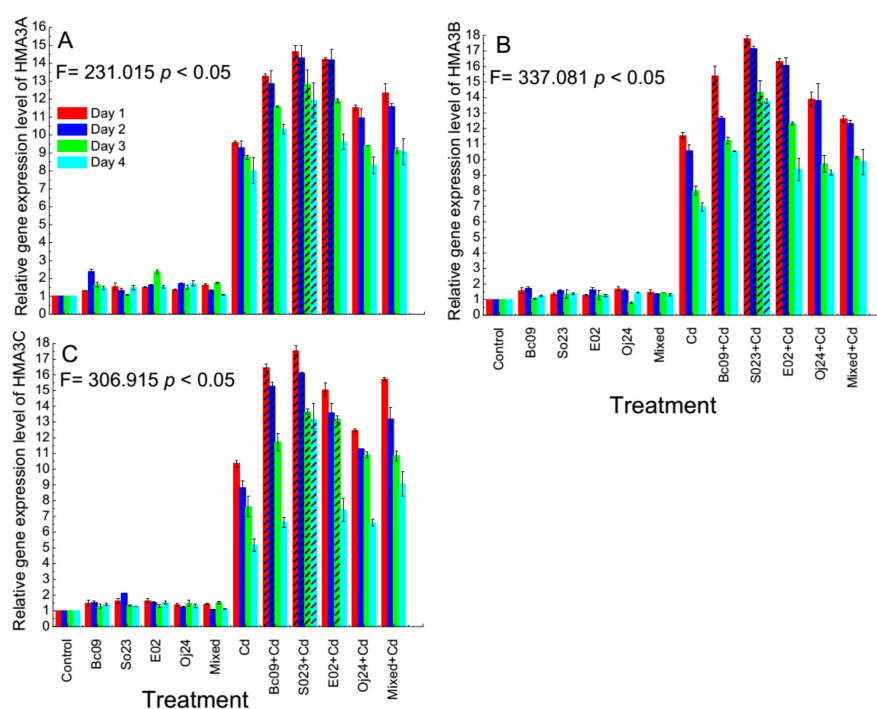 A
F= 231.015 p < 0.05
Day 1
Day 2
Day 3
Day 4
Relative gene expression level of HMA3A
16
15
14
13
12
11
10
9
8
7
6
5
4
3
2
1
0
B
F= 337.081 p < 0.05
Relative gene expression level of HMA3B
18
17
16
15
14
13
12
11
10
9
8
7
6
5
4
3
2
1
0
Control
Bc09
So23
E02
Oj24
Mixed
Cd
Bc09+Cd
S023+Cd
E02+Cd
Oj24+Cd
Mixed+Cd
Treatment
C
F= 306.915 p < 0.05
Relative gene expression level of HMA3C
18
17
16
15
14
13
12
11
10
9
8
7
6
5
4
3
2
1
0
Control
Bc09
So23
E02
Oj24
Mixed
Cd
Bc09+Cd
S023+Cd
E02+Cd
Oj24+Cd
Mixed+Cd
Treatment